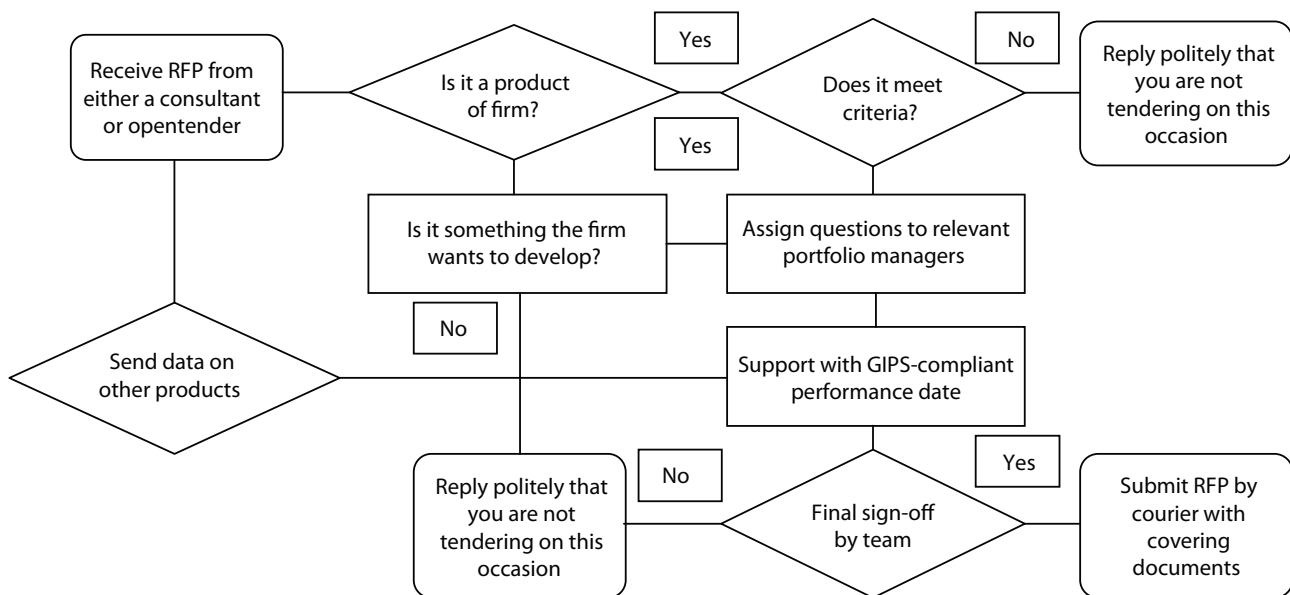 Receive RFP from
either a consultant
or opentender
Is it a product
of firm?
Yes
Yes
Does it meet
criteria?
No
Reply politely that
you are not
tendering on this
occasion
Is it something the firm
wants to develop?
Assign questions to relevant
portfolio managers
No
Send data on
other products
Support with GIPS-compliant
performance date
Reply politely that
you are not
tendering on this
occasion
No
Final sign-off
by team
Yes
Submit RFP by
courier with
covering
documents